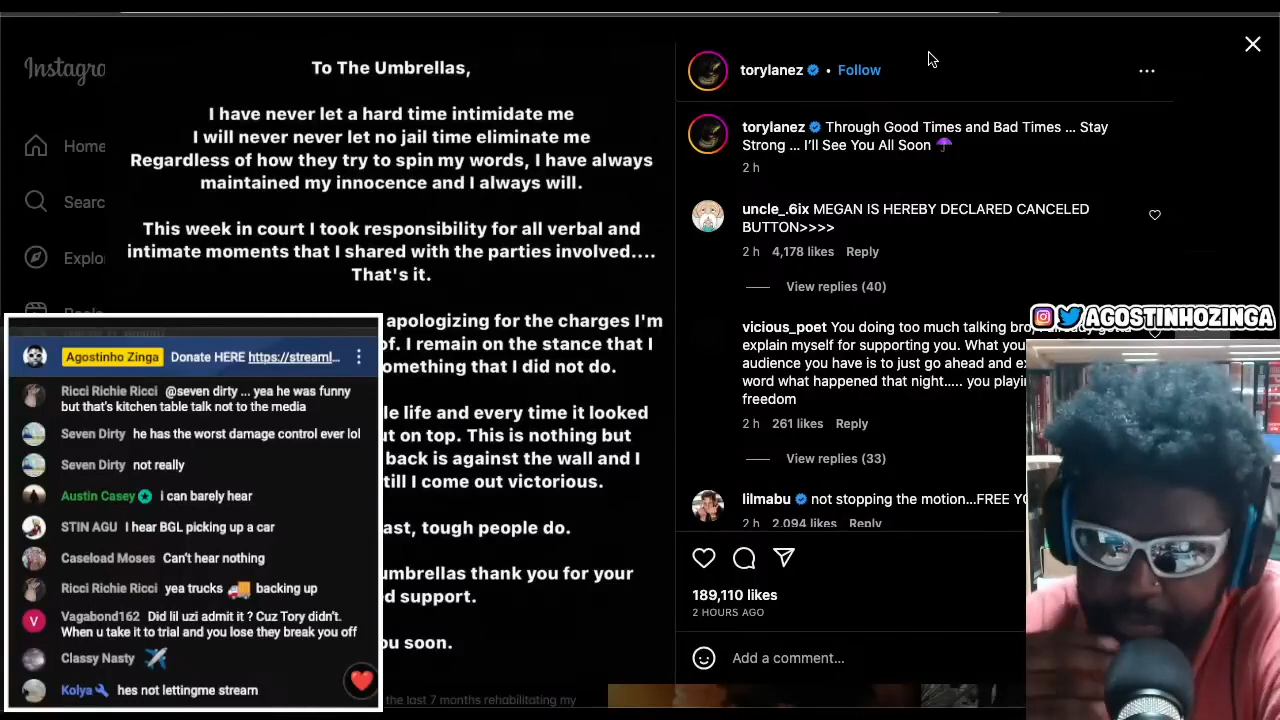 Instagra
Home
Searc
Explo
Reels
To The Umbrellas,
I have never let a hard time intimidate me
I will never never let no jail time eliminate me
Regardless of how they try to spin my words, I have always
maintained my innocence and I always will.
This week in court I took responsibility for all verbal and
intimate moments that I shared with the parties involved....
That's it.
apologizing for the charges I'm
of. I remain on the stance that I
omething that I did not do.
le life and every time it looked
ut on top. This is nothing but
back is against the wall and I
till I come out victorious.
ast, tough people do.
umbrellas thank you for your
d support.
ou soon.
the last 7 months rehabilitating my
torylanez • Follow
torylanez Through Good Times and Bad Times ... Stay
Strong ... I'll See You All Soon ☂
2 h
uncle_.6ix MEGAN IS HEREBY DECLARED CANCELED
BUTTON>>>>
2 h 4,178 likes Reply
View replies (40)
vicious_poet You doing too much talking bro,
explain myself for supporting you. What you
audience you have is to just go ahead and ex
word what happened that night..... you playin
freedom
2 h 261 likes Reply
View replies (33)
lilmabu not stopping the motion...FREE YO
2 h 2,094 likes Reply
189,110 likes
2 HOURS AGO
Add a comment...
@AGOSTINHOZINGA
Agostinho Zinga Donate HERE https://streaml...
Ricci Richie Ricci @seven dirty ... yea he was funny
but that's kitchen table talk not to the media
Seven Dirty he has the worst damage control ever lol
Seven Dirty not really
Austin Casey i can barely hear
STIN AGU I hear BGL picking up a car
Caseload Moses Can't hear nothing
Ricci Richie Ricci yea trucks 🚚 backing up
V Vagabond162 Did lil uzi admit it ? Cuz Tory didn't.
When u take it to trial and you lose they break you off
Classy Nasty ✈
Kolya hes not lettingme stream